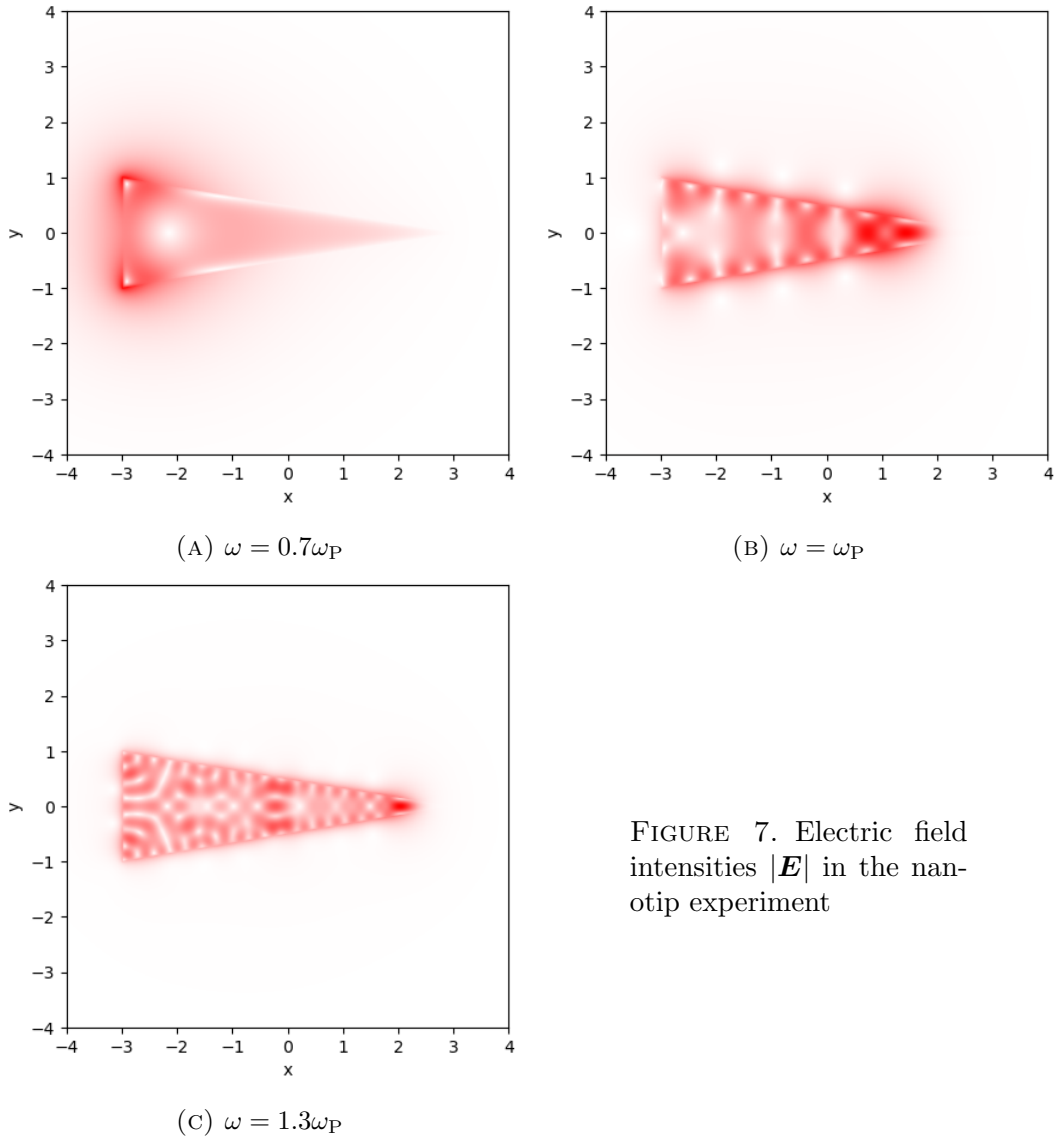 4
3
2
1
0
−1
−2
−3
−4
y
−4 −3 −2 −1 0 1 2 3 4
x
(A) ω = 0.7ω_P
4
3
2
1
0
−1
−2
−3
−4
y
−4 −3 −2 −1 0 1 2 3 4
x
(B) ω = ω_P
4
3
2
1
0
−1
−2
−3
−4
y
−4 −3 −2 −1 0 1 2 3 4
x
(C) ω = 1.3ω_P
FIGURE 7. Electric field
intensities |E| in the nan-
otip experiment